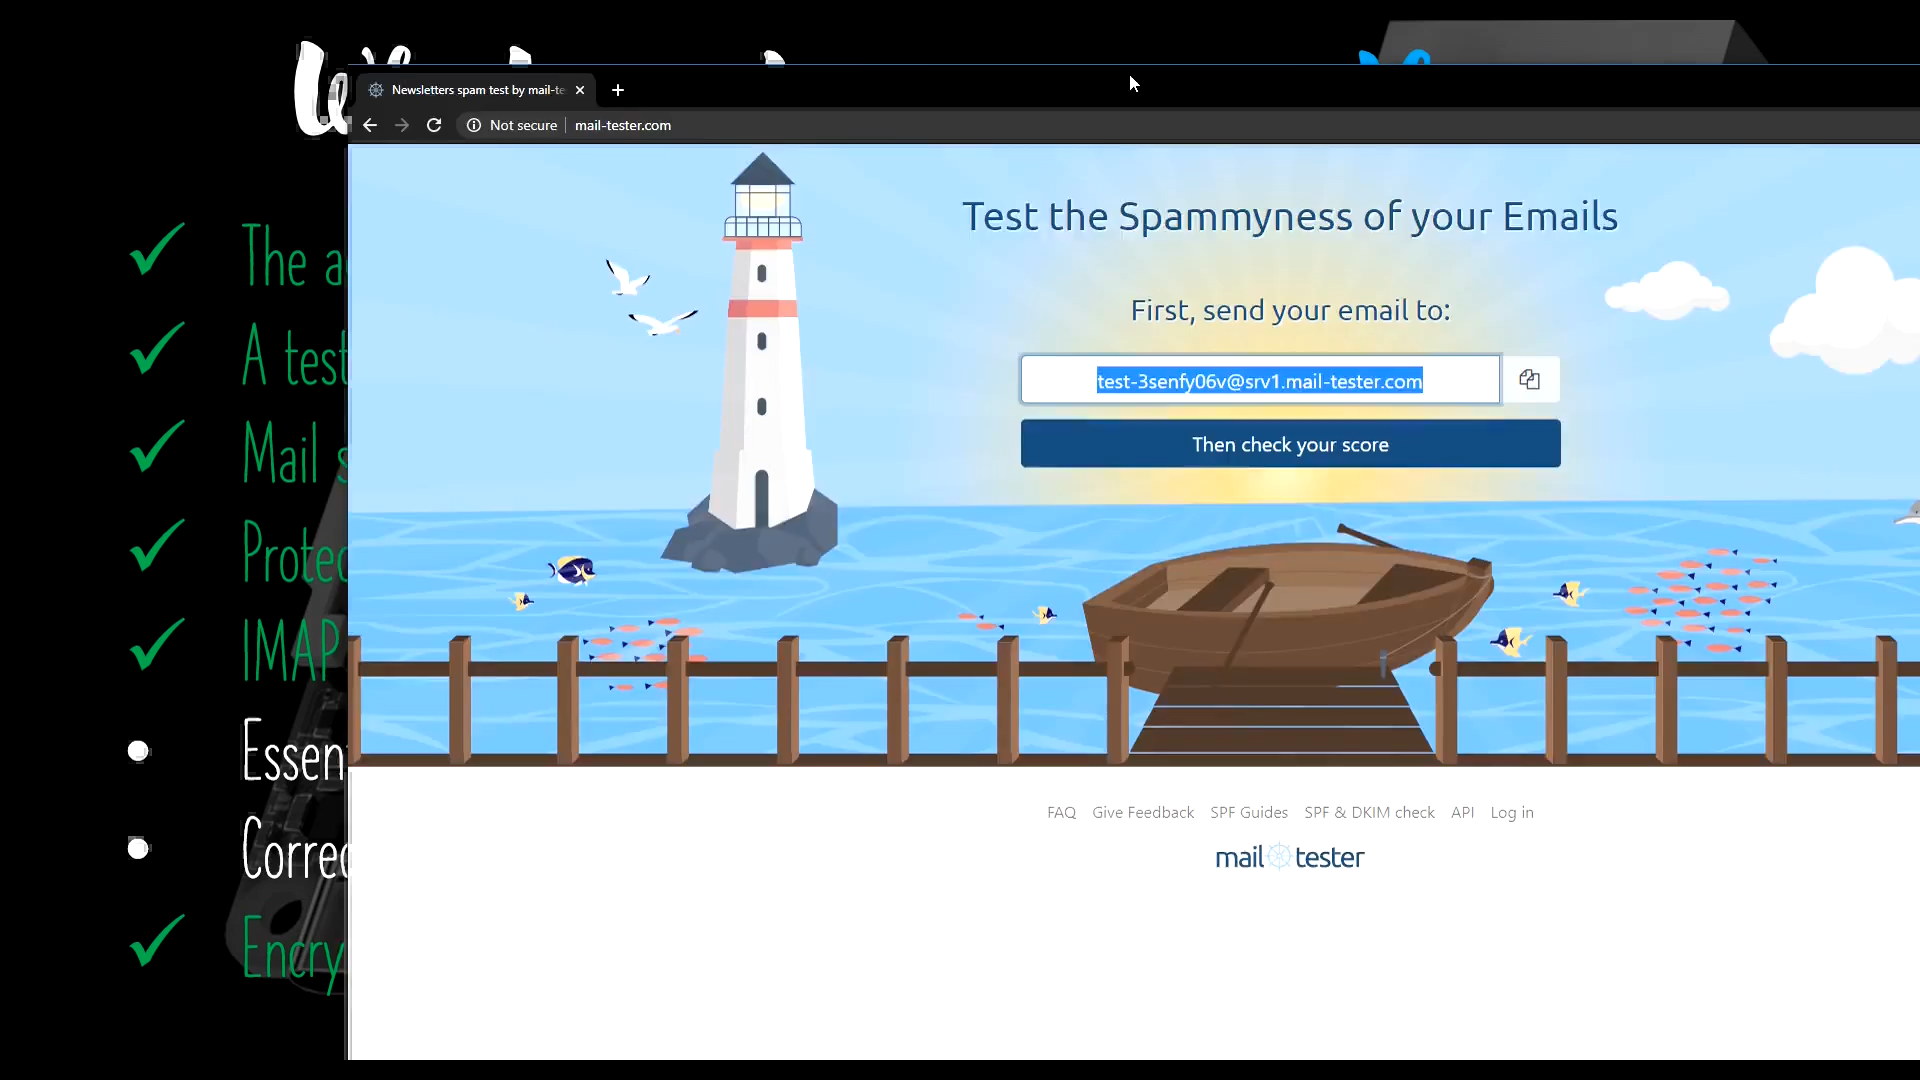 Newsletters spam test by mail-te
Not secure
mail-tester.com
Test the Spammyness of your Emails
First, send your email to:
test-3senfy06v@srv1.mail-tester.com
Then check your score
FAQ Give Feedback SPF Guides SPF & DKIM check API Log in
mail tester
The a
A test
Mail s
Protec
IMAP
Essen
Correc
Encry